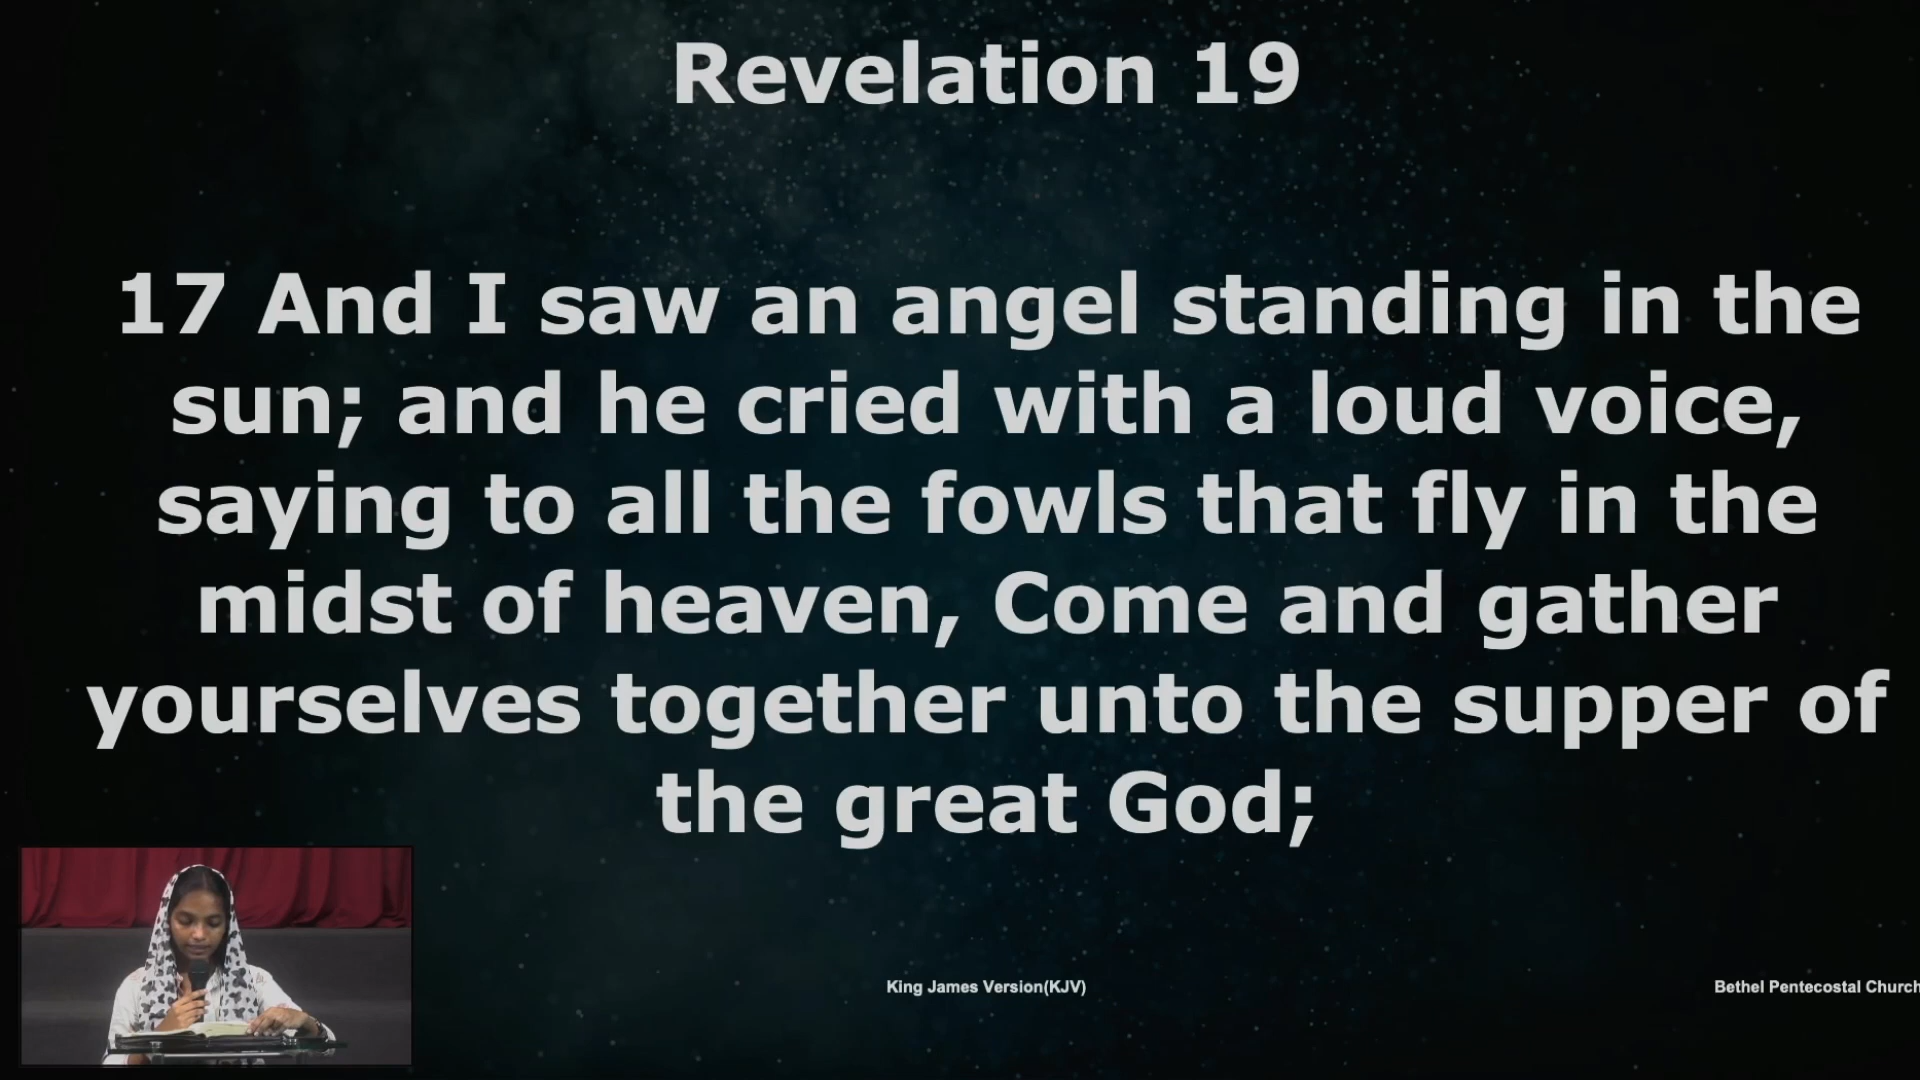 Revelation 19
17 And I saw an angel standing in the
sun; and he cried with a loud voice,
saying to all the fowls that fly in the
midst of heaven, Come and gather
yourselves together unto the supper of
the great God;
King James Version(KJV)
Bethel Pentecostal Church